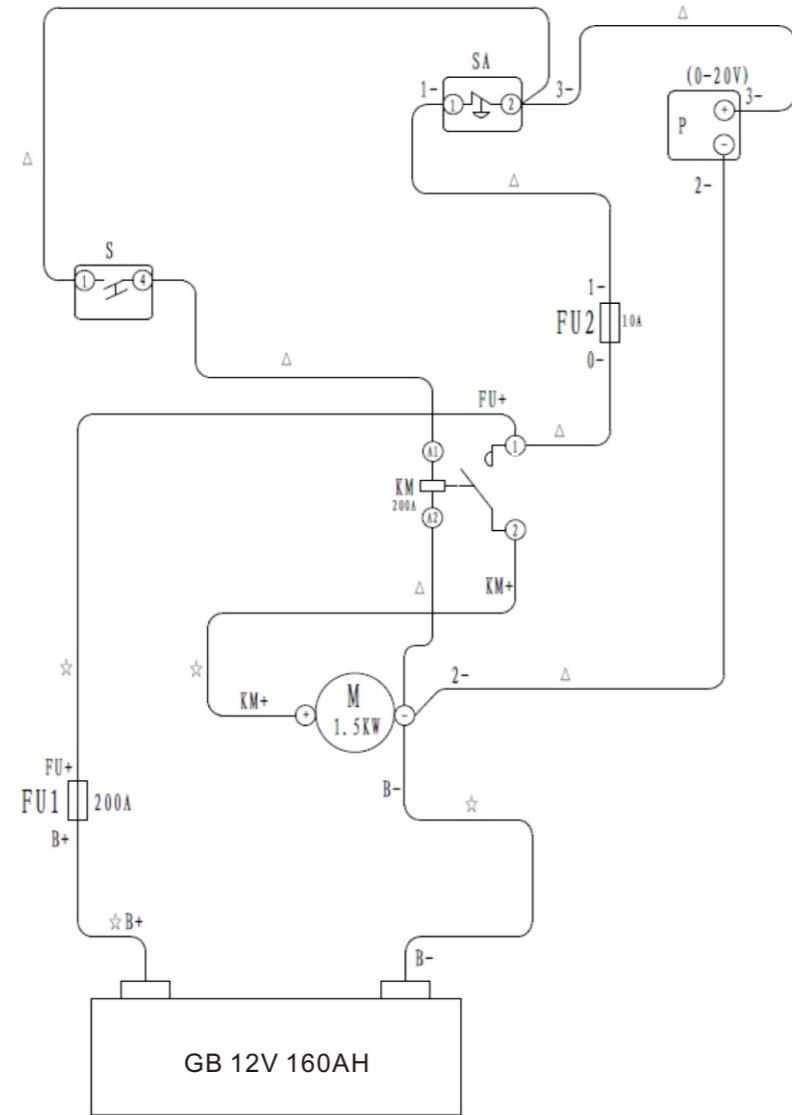 SA
(0-20V)
1-
1
2
3-
3-
+
P
-
△
△
2-
△
S
1
4
1-
FU2
10A
0-
△
FU+
△
1
A1
KM
200A
A2
2
△
KM+
☆
☆
2-
△
M
1.5KW
KM+
+
-
FU+
FU1
200A
B+
B-
☆
☆B+
B-
GB 12V 160AH